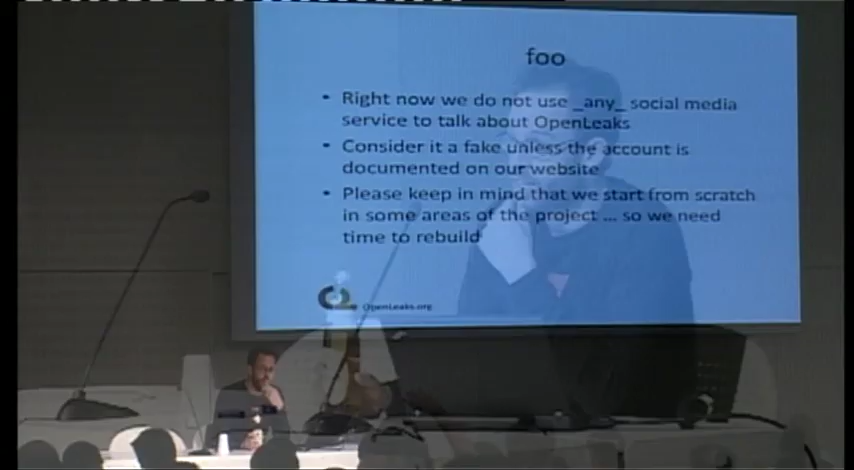 foo
• Right now we do not use _any_ social media
service to talk about OpenLeaks
• Consider it a fake unless the account is
documented on our website
• Please keep in mind that we start from scratch
in some areas of the project ... so we need
time to rebuild
OpenLeaks.org